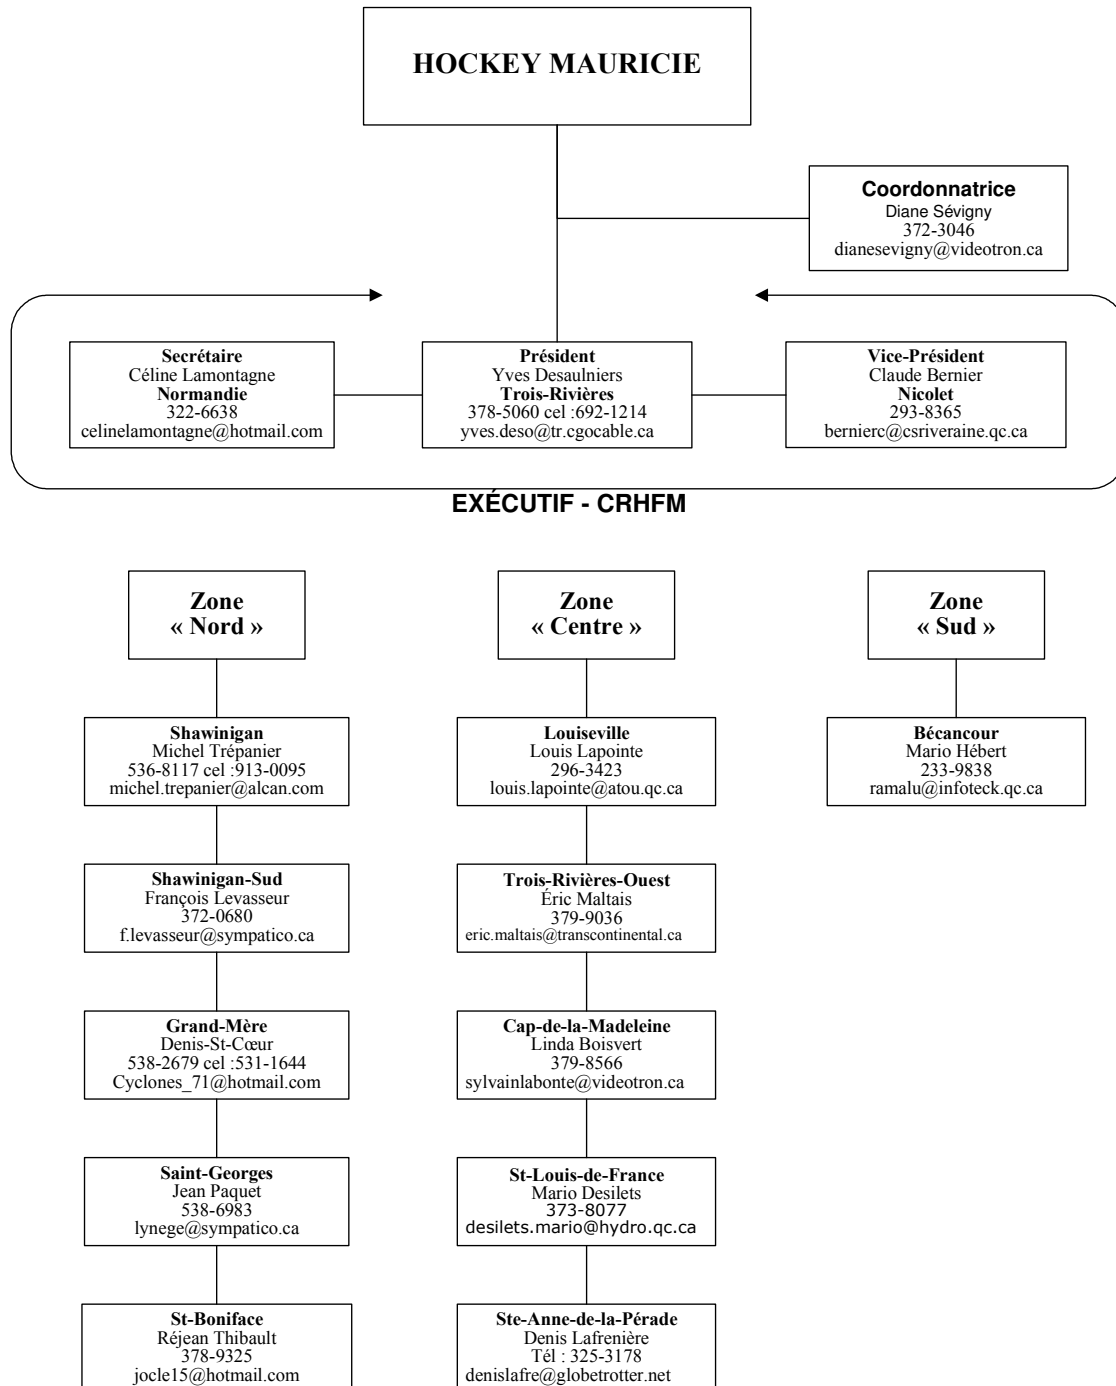 HOCKEY MAURICIE
Coordonnatrice
Diane Sévigny
372-3046
dianesevigny@videotron.ca
Secrétaire
Céline Lamontagne
Normandie
322-6638
celinelamontagne@hotmail.com
Président
Yves Desaulniers
Trois-Rivières
378-5060 cel :692-1214
yves.deso@tr.cgocable.ca
Vice-Président
Claude Bernier
Nicolet
293-8365
bernierc@csriveraine.qc.ca
EXÉCUTIF - CRHFM
Zone
« Nord »
Shawinigan
Michel Trépanier
536-8117 cel :913-0095
michel.trepanier@alcan.com
Shawinigan-Sud
François Levasseur
372-0680
f.levasseur@sympatico.ca
Grand-Mère
Denis-St-Cœur
538-2679 cel :531-1644
Cyclones_71@hotmail.com
Saint-Georges
Jean Paquet
538-6983
lynege@sympatico.ca
St-Boniface
Réjean Thibault
378-9325
jocle15@hotmail.com
Zone
« Centre »
Louiseville
Louis Lapointe
296-3423
louis.lapointe@atou.qc.ca
Trois-Rivières-Ouest
Éric Maltais
379-9036
eric.maltais@transcontinental.ca
Cap-de-la-Madeleine
Linda Boisvert
379-8566
sylvainlabonte@videotron.ca
St-Louis-de-France
Mario Desilets
373-8077
desilets.mario@hydro.qc.ca
Ste-Anne-de-la-Pérade
Denis Lafrenière
Tél : 325-3178
denislafre@globetrotter.net
Zone
« Sud »
Bécancour
Mario Hébert
233-9838
ramalu@infoteck.qc.ca